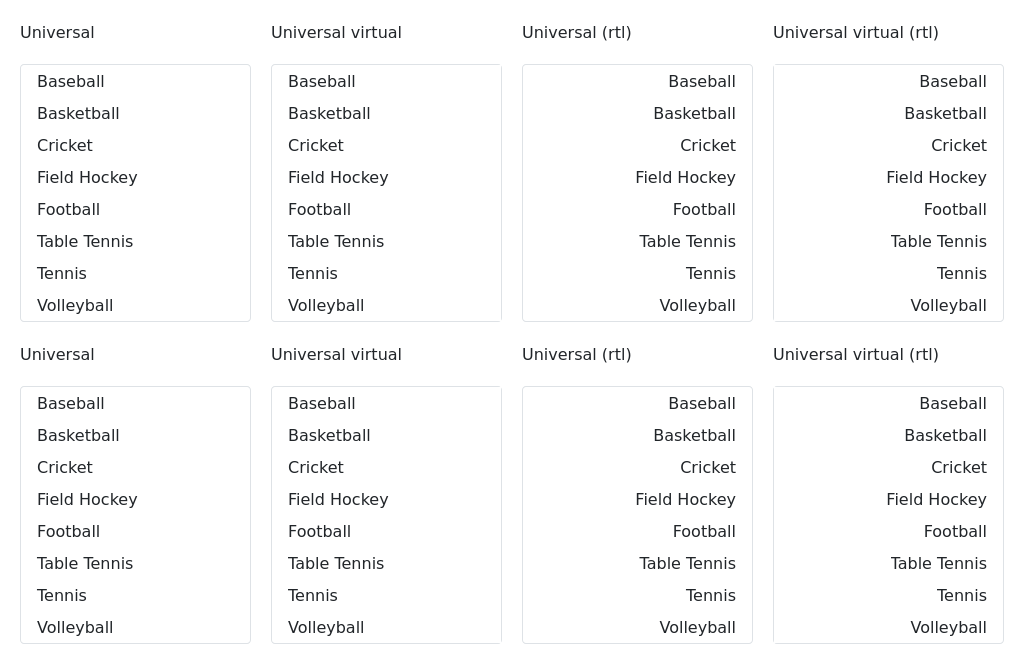 Universal
Baseball
Basketball
Cricket
Field Hockey
Football
Table Tennis
Tennis
Volleyball
Universal virtual
Baseball
Basketball
Cricket
Field Hockey
Football
Table Tennis
Tennis
Volleyball
Universal (rtl)
Baseball
Basketball
Cricket
Field Hockey
Football
Table Tennis
Tennis
Volleyball
Universal virtual (rtl)
Baseball
Basketball
Cricket
Field Hockey
Football
Table Tennis
Tennis
Volleyball
Universal
Baseball
Basketball
Cricket
Field Hockey
Football
Table Tennis
Tennis
Volleyball
Universal virtual
Baseball
Basketball
Cricket
Field Hockey
Football
Table Tennis
Tennis
Volleyball
Universal (rtl)
Baseball
Basketball
Cricket
Field Hockey
Football
Table Tennis
Tennis
Volleyball
Universal virtual (rtl)
Baseball
Basketball
Cricket
Field Hockey
Football
Table Tennis
Tennis
Volleyball